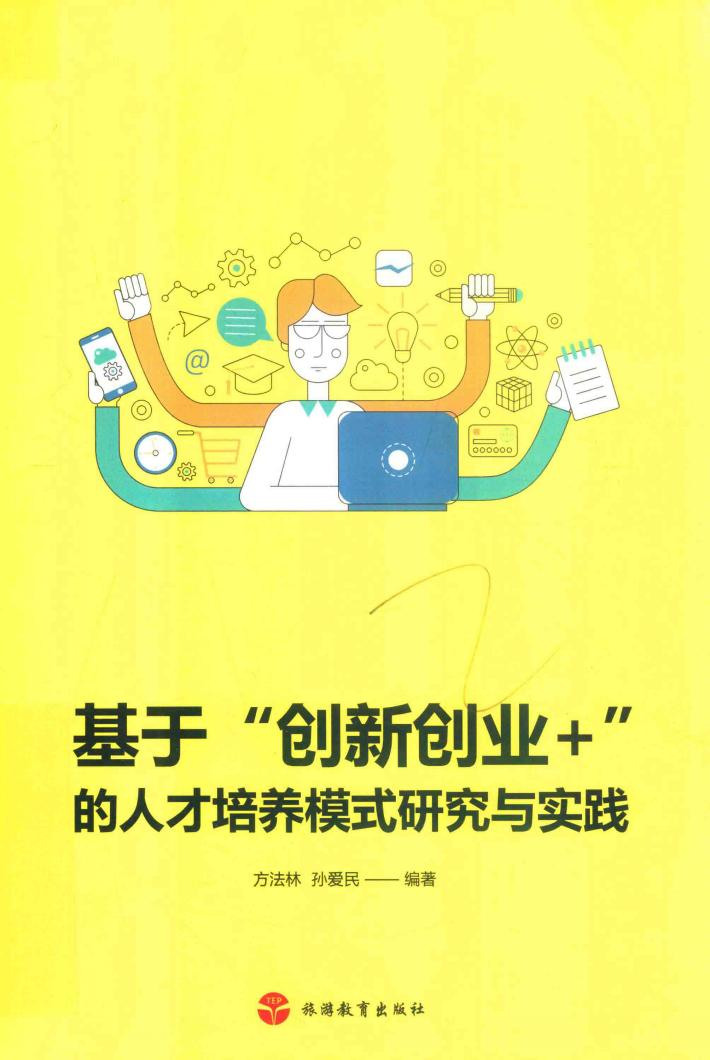 @
基于“创新创业+”
的人才培养模式研究与实践
方法林 孙爱民——编著
TEP
旅游教育出版社